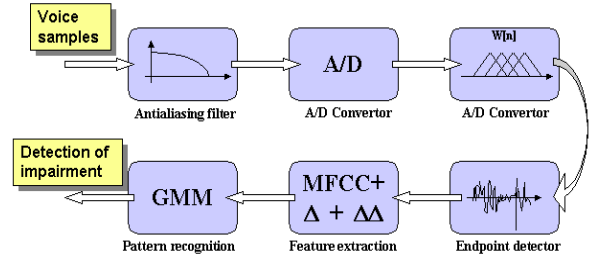 Voice
samples
W[n]
A/D
Antialiasing filter
A/D Convertor
A/D Convertor
Detection of
impairment
GMM
MFCC+
Δ + ΔΔ
Pattern recognition
Feature extraction
Endpoint detector